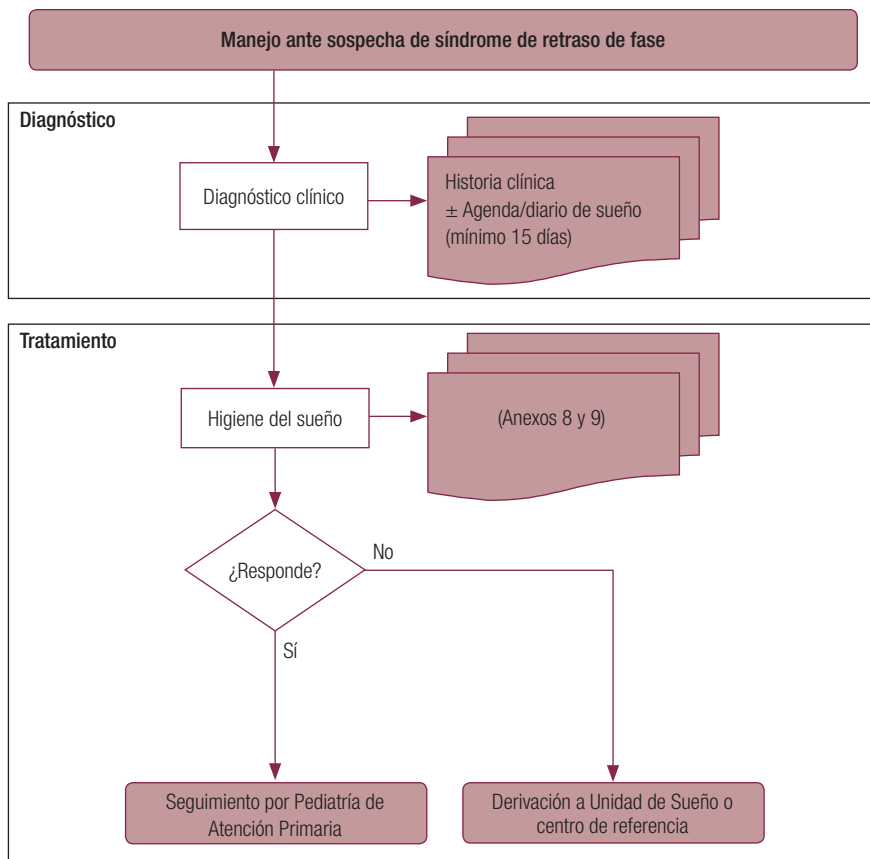 Manejo ante sospecha de síndrome de retraso de fase
Diagnóstico
Diagnóstico clínico
Historia clínica
± Agenda/diario de sueño
(mínimo 15 días)
Tratamiento
Higiene del sueño
(Anexos 8 y 9)
¿Responde?
No
Sí
Seguimiento por Pediatría de
Atención Primaria
Derivación a Unidad de Sueño o
centro de referencia